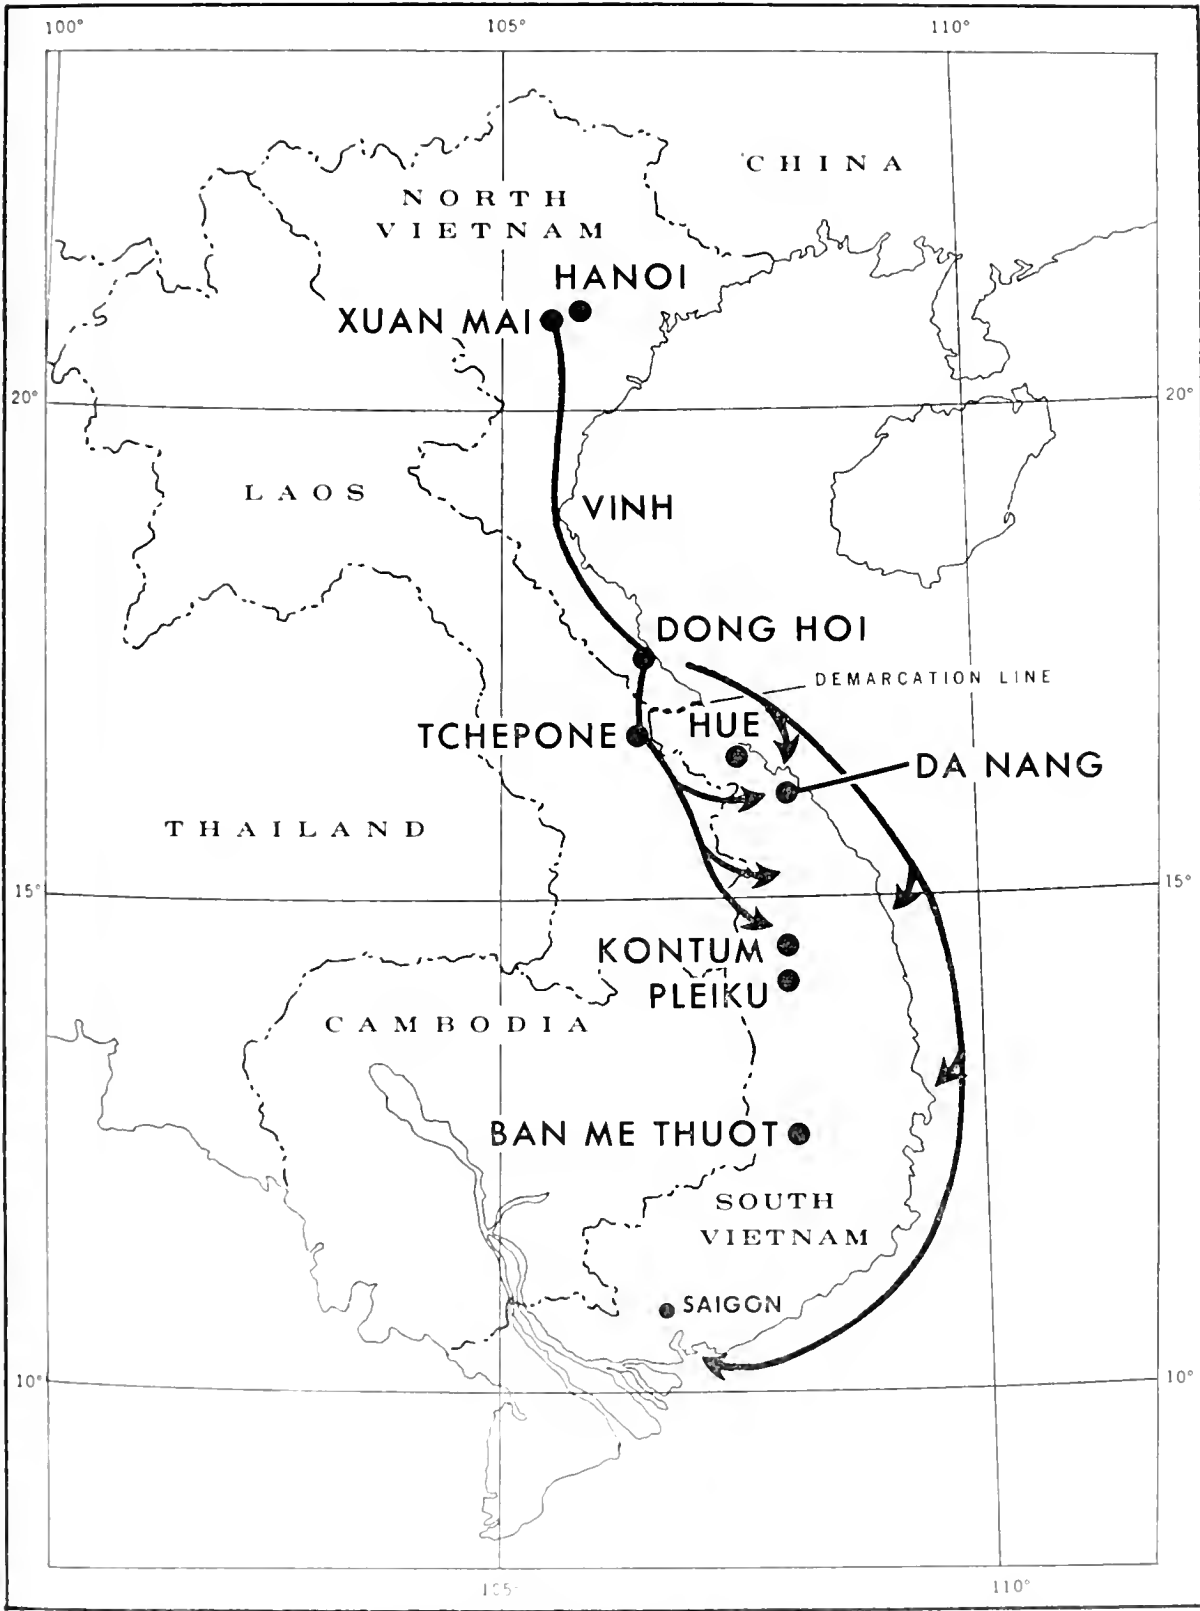 100° 105° 110°
CHINA
NORTH
VIETNAM
HANOI
XUAN MAI
20° 20°
LAOS
VINH
DONG HOI
DEMARCATION LINE
HUE
TCHEPONE
DA NANG
THAILAND
15° 15°
KONTUM
PLEIKU
CAMBODIA
BAN ME THUOT
SOUTH
VIETNAM
SAIGON
10° 10°
105° 110°